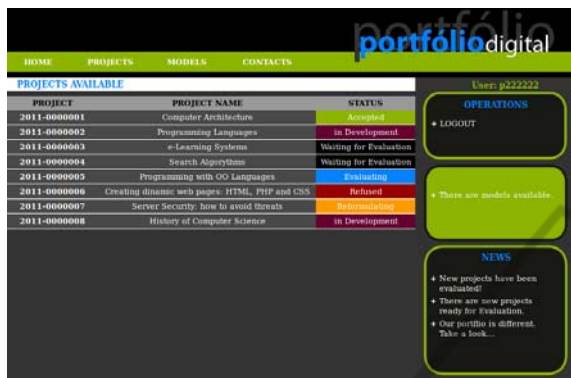 portfólio
portfóliodigital
HOME PROJECTS MODELS CONTACTS
PROJECTS AVAILABLE
User: p222222
PROJECT PROJECT NAME STATUS
2011-0000001 Computer Architecture Accepted
2011-0000002 Programming Languages in Development
2011-0000003 e-Learning Systems Waiting for Evaluation
2011-0000004 Search Algorythms Waiting for Evaluation
2011-0000005 Programming with OO Languages Evaluating
2011-0000006 Creating dinamic web pages: HTML, PHP and CSS Refused
2011-0000007 Server Security: how to avoid threats Reformulating
2011-0000008 History of Computer Science in Development
OPERATIONS
+ LOGOUT
+ There are models available.
NEWS
+ New projects have been
evaluated!
+ There are new projects
ready for Evaluation.
+ Our portflio is different.
Take a look...